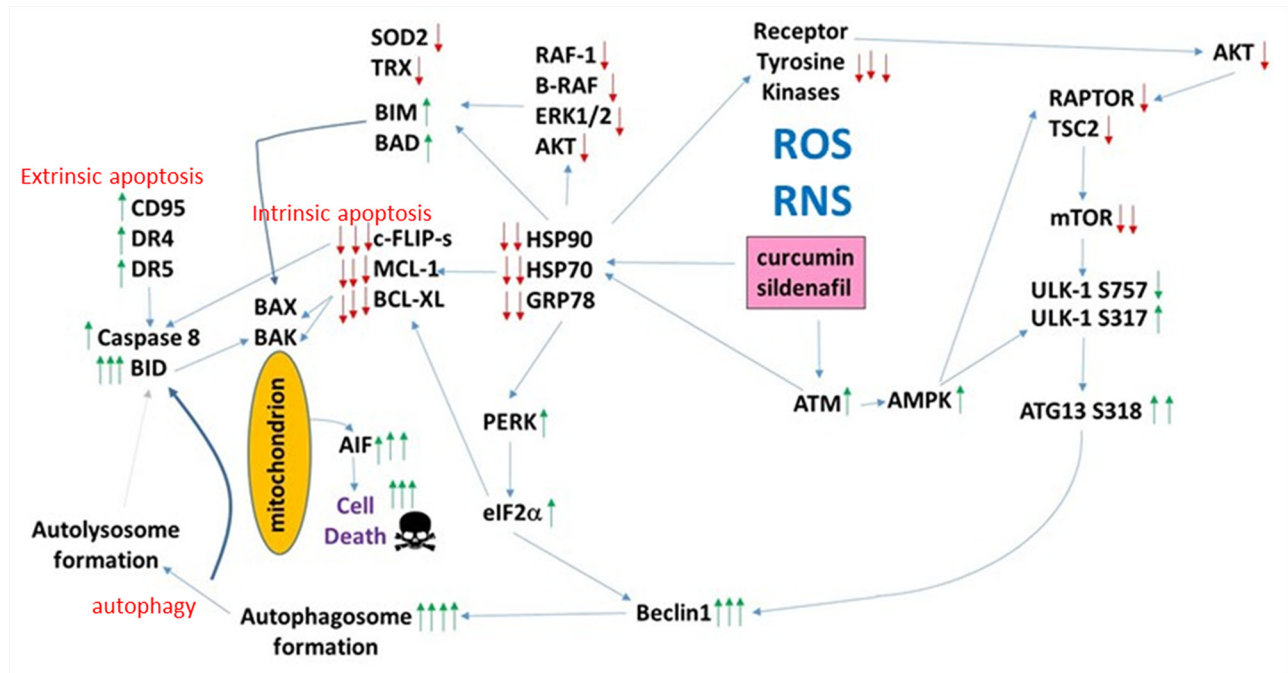 SOD2
TRX
BIM
BAD
RAF-1
B-RAF
ERK1/2
AKT
Receptor
Tyrosine
Kinases
AKT
RAPTOR
TSC2
mTOR
ULK-1 S757
ULK-1 S317
ATG13 S318
ROS
RNS
curcumin
sildenafil
ATM
AMPK
HSP90
HSP70
GRP78
Extrinsic apoptosis
CD95
DR4
DR5
Caspase 8
BID
Intrinsic apoptosis
c-FLIP-s
MCL-1
BCL-XL
BAX
BAK
mitochondrion
AIF
Cell
Death
PERK
eIF2α
Beclin1
Autophagosome
formation
autophagy
Autolysosome
formation